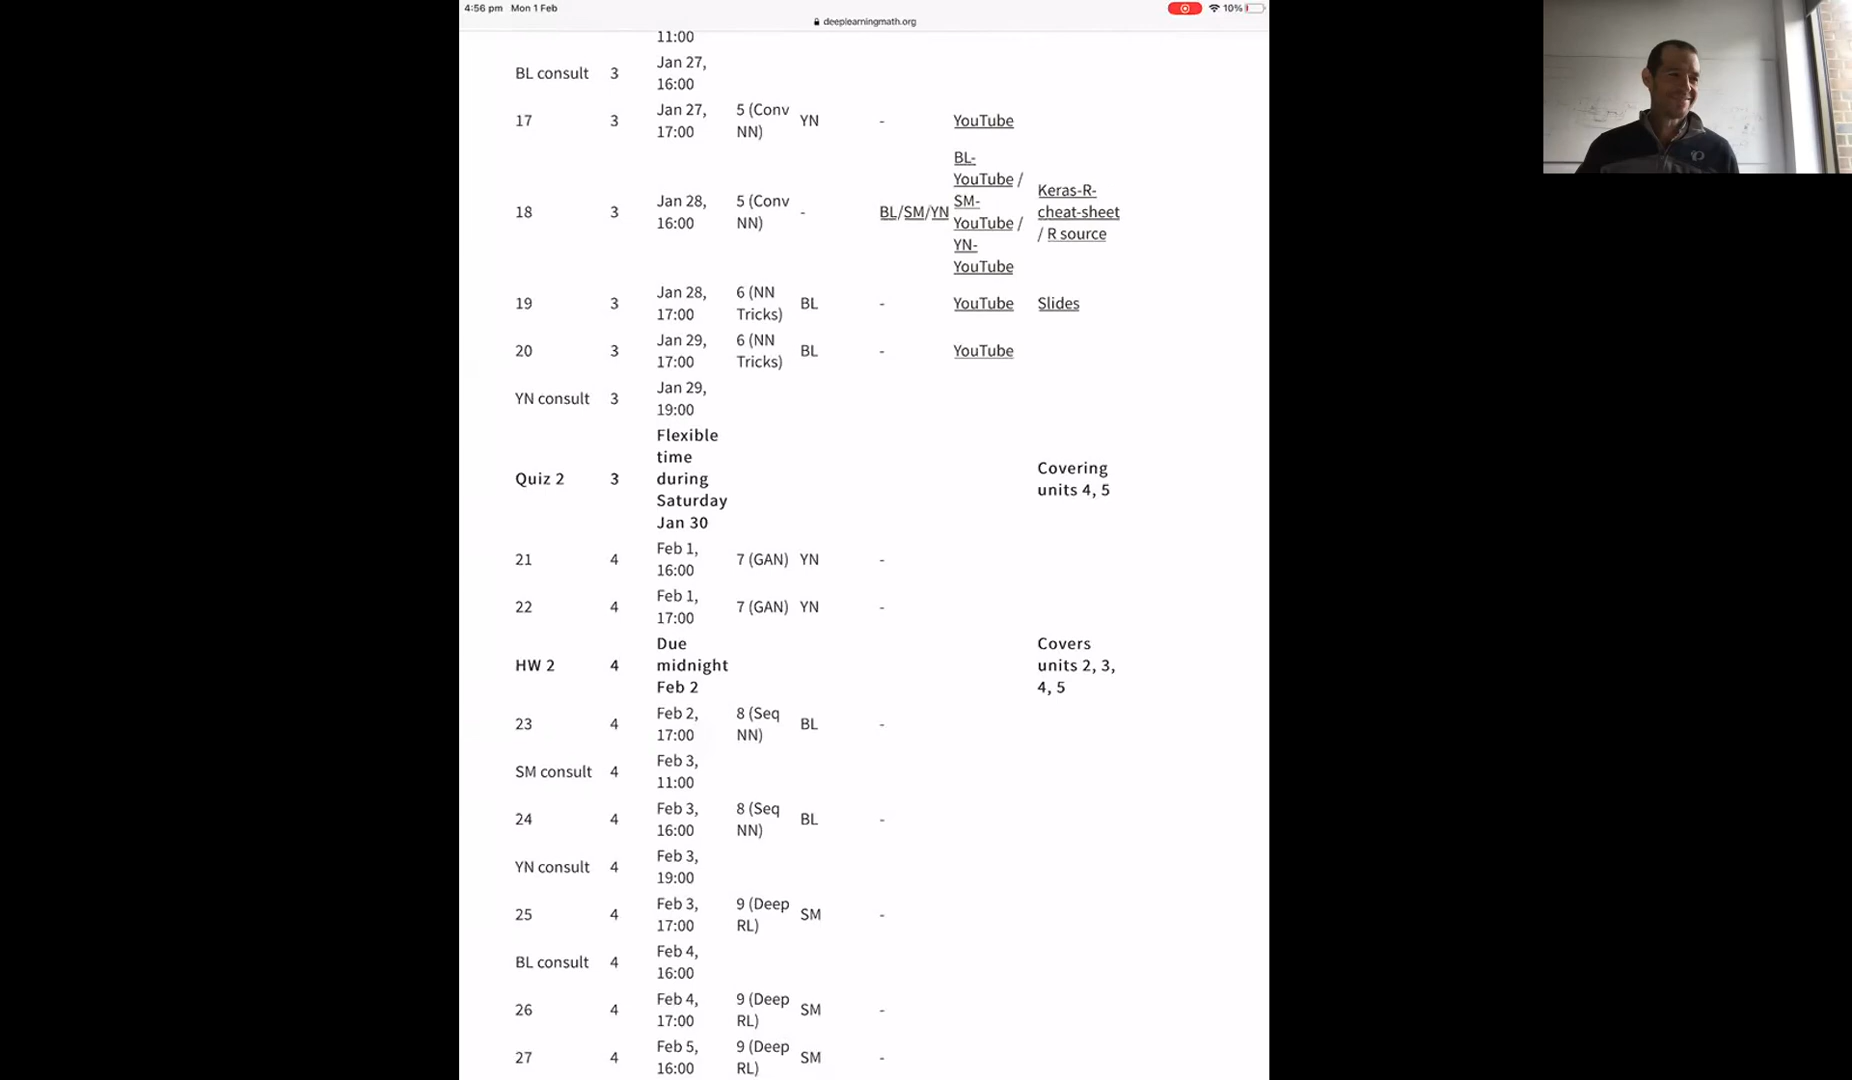 4:56 pm Mon 1 Feb
10%
deeplearningmath.org
11:00
BL consult 3 Jan 27,
16:00
17 3 Jan 27, 5 (Conv YN - YouTube
17:00 NN)
18 3 Jan 28, 5 (Conv - BL/SM/YN BL-
16:00 NN) YouTube /
SM-
YouTube /
YN-
YouTube
Keras-R-
cheat-sheet
/ R source
19 3 Jan 28, 6 (NN BL - YouTube Slides
17:00 Tricks)
20 3 Jan 29, 6 (NN BL - YouTube
17:00 Tricks)
YN consult 3 Jan 29,
19:00
Quiz 2 3 Flexible
time
during
Saturday
Jan 30
Covering
units 4, 5
21 4 Feb 1, 7 (GAN) YN -
16:00
22 4 Feb 1, 7 (GAN) YN -
17:00
HW 2 4 Due
midnight
Feb 2
Covers
units 2, 3,
4, 5
23 4 Feb 2, 8 (Seq BL -
17:00 NN)
SM consult 4 Feb 3,
11:00
24 4 Feb 3, 8 (Seq BL -
16:00 NN)
YN consult 4 Feb 3,
19:00
25 4 Feb 3, 9 (Deep SM -
17:00 RL)
BL consult 4 Feb 4,
16:00
26 4 Feb 4, 9 (Deep SM -
17:00 RL)
27 4 Feb 5, 9 (Deep SM -
16:00 RL)